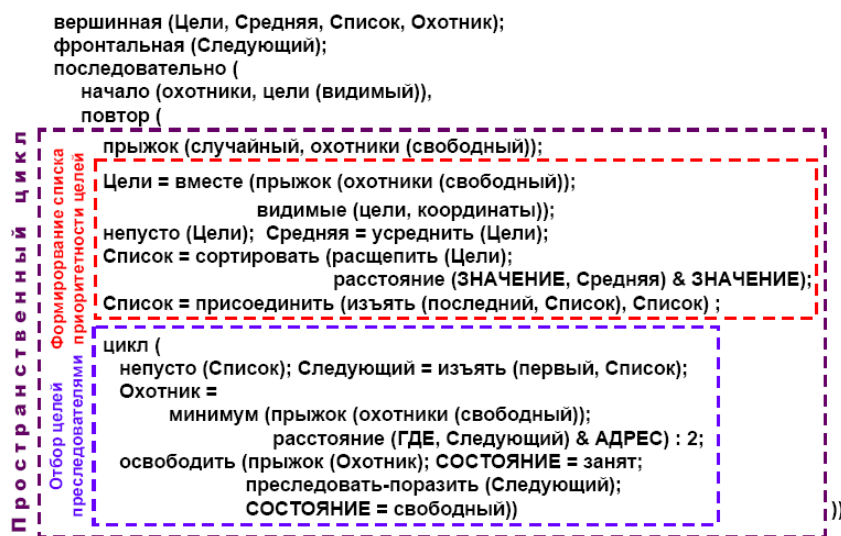 вершинная (Цели, Средняя, Список, Охотник);
фронтальная (Следующий);
последовательно (
начало (охотники, цели (видимый)),
повтор (
Пространственный цикл
Формирорвание списка
приоритетности целей
прыжок (случайный, охотники (свободный));
Цели = вместе (прыжок (охотники (свободный));
видимые (цели, координаты));
непусто (Цели); Средняя = усреднить (Цели);
Список = сортировать (расщепить (Цели);
расстояние (ЗНАЧЕНИЕ, Средняя) & ЗНАЧЕНИЕ);
Список = присоединить (изъять (последний, Список), Список) ;
Отбор целей
преследователями
цикл (
непусто (Список); Следующий = изъять (первый, Список);
Охотник =
минимум (прыжок (охотники (свободный));
расстояние (ГДЕ, Следующий) & АДРЕС) : 2;
освободить (прыжок (Охотник); СОСТОЯНИЕ = занят;
преследовать-поразить (Следующий);
СОСТОЯНИЕ = свободный)) ))